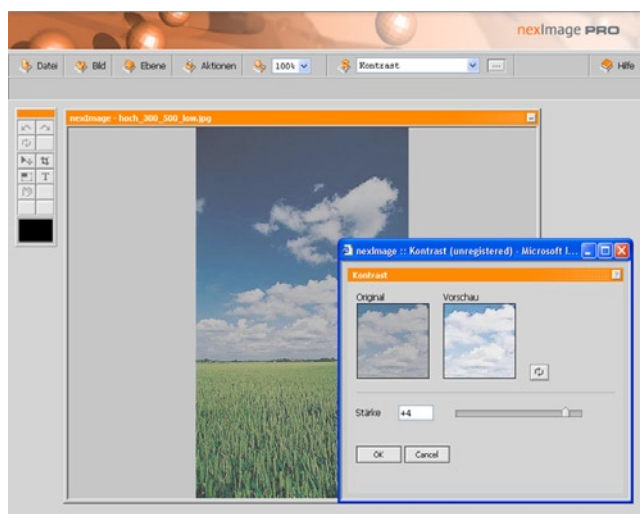 nexImage PRO
Datei Bild Ebene Aktionen 100% Kontrast ... Hilfe
nexImage - hoch_300_500_low.jpg
T
nexImage :: Kontrast (unregistered) - Microsoft I...
Kontrast ?
Original Vorschau
Stärke +4
OK Cancel